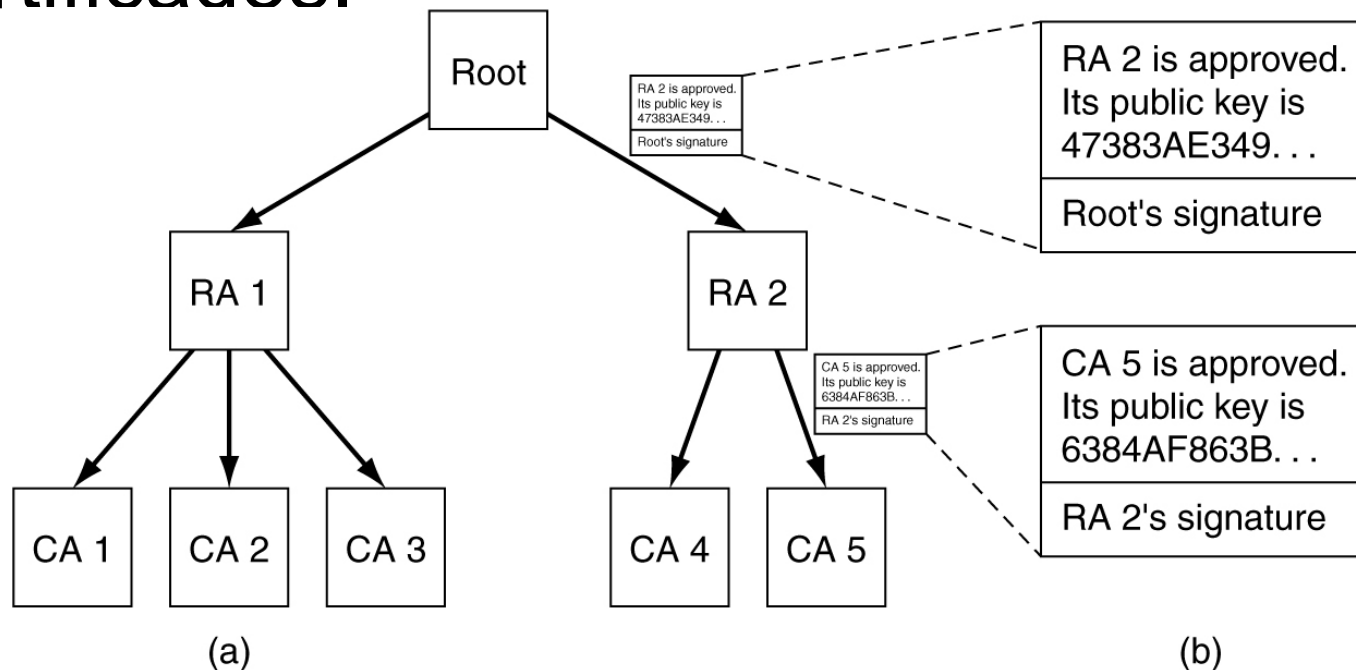 Root
RA 2 is approved.
Its public key is
47383AE349. . .
Root's signature
RA 2 is approved.
Its public key is
47383AE349. . .
Root's signature
RA 1
RA 2
CA 5 is approved.
Its public key is
6384AF863B. . .
RA 2's signature
CA 5 is approved.
Its public key is
6384AF863B. . .
RA 2's signature
CA 1
CA 2
CA 3
CA 4
CA 5
(a)
(b)